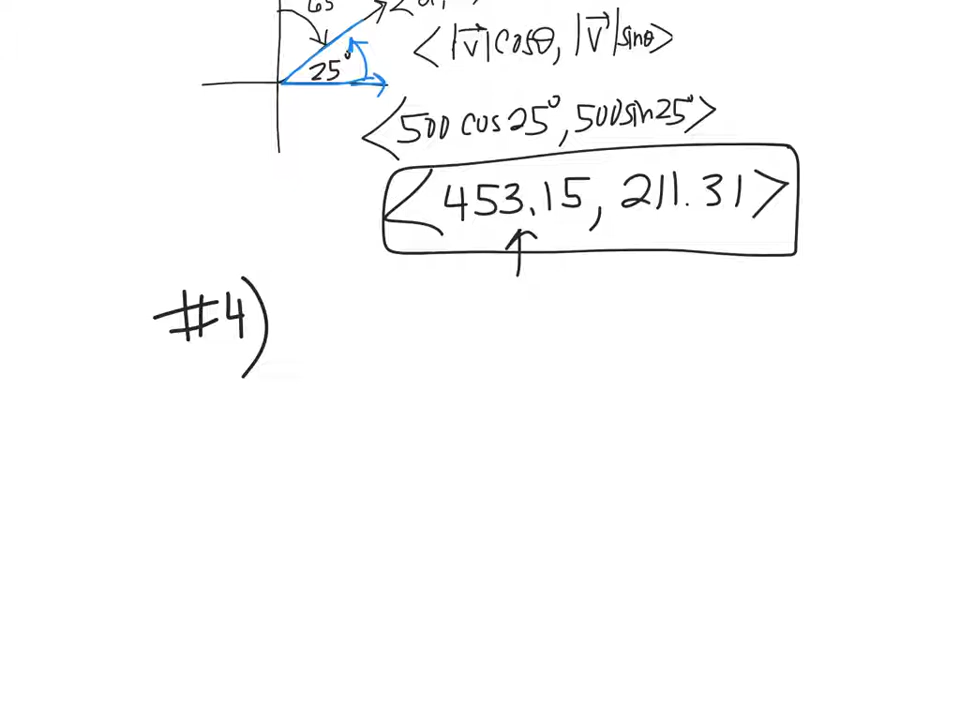 25°
<|v⃗|cosθ, |v⃗|sinθ>
<500 cos 25°, 500 sin 25°>
<453.15, 211.31>
#4)